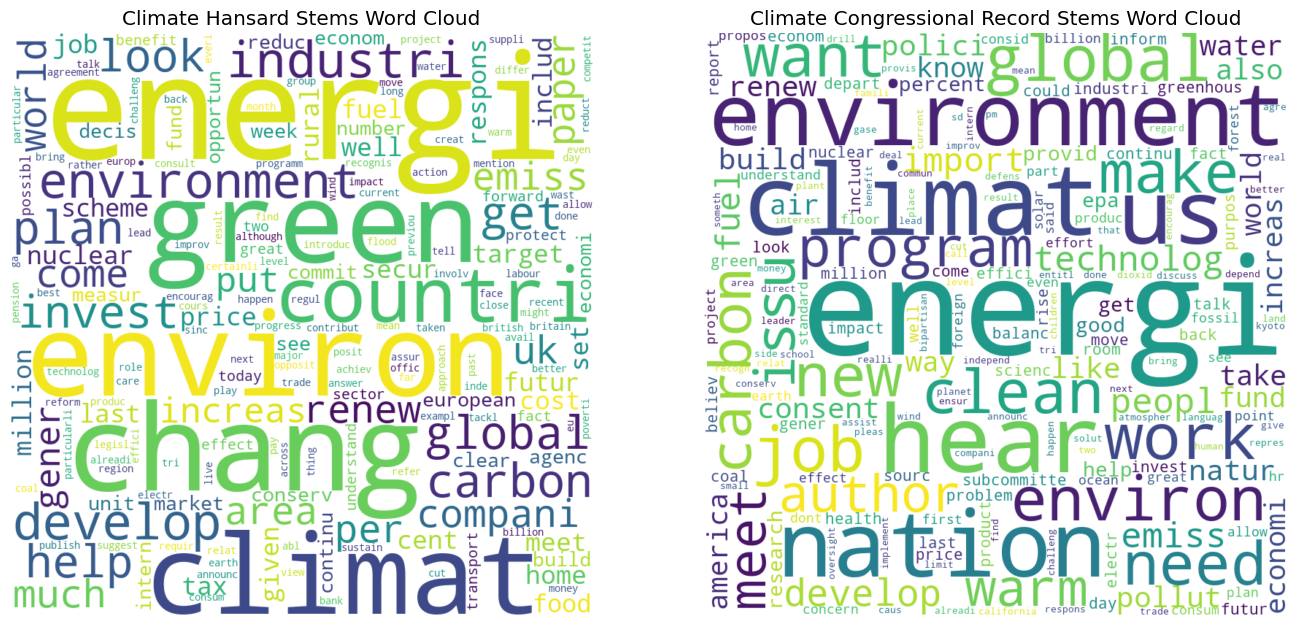 Climate Hansard Stems Word Cloud
energi
green
environ
chang
climat
countri
environment
industri
look
world
job
benefit
reduc
econom
project
suppli
everi
talk
agreement
particular
challeng
opportun
respons
differ
includ
paper
competit
reduct
decis
fund
back
month
group
move
water
long
week
rural
fuel
number
well
creat
warm
even
day
bring
rather
europ
consult
programm
recognis
mention
action
possibl
impact
wind
current
emiss
plan
scheme
lead
get
forward
wast
allow
done
protect
nuclear
improv
result
find
two
although
introduc
great
level
flood
previou
tell
target
come
put
certainli
commit
secur
involv
labour
economi
ga
pension
best
measur
encourag
cours
happen
regul
face
close
recent
might
invest
price
sinc
progress
contribut
mean
taken
british
britain
avail
set
see
major
opposit
posit
assur
offic
far
achiev
answer
approach
past
inde
better
uk
technolog
role
care
next
today
play
trade
sector
futur
million
reform
produc
last
increas
renew
european
exampl
tackl
cost
fact
eu
poverti
gener
particularli
legisl
effici
alreadi
region
tri
effect
live
pay
across
thing
understand
refer
global
clear
agenc
coal
electr
unit
market
conserv
carbon
develop
area
per
cent
compani
billion
publish
suggest
requir
relat
abl
continu
sustain
cut
help
intern
earth
announc
given
view
transport
meet
build
home
money
much
tax
consum
bank
food
Climate Congressional Record Stems Word Cloud
energi
climat
environment
us
hear
nation
global
want
make
environ
need
work
program
new
job
author
clean
carbon
issu
meet
warm
develop
report
propos
econom
drill
provis
mean
polici
know
consid
billion
inform
water
also
renew
depart
percent
could
industri
greenhous
famili
current
sd
pm
intern
regard
forest
agre
home
gase
improv
build
nuclear
deal
import
provid
continu
fact
real
world
better
understand
plant
commun
defens
part
fuel
air
interest
includ
benefit
place
floor
lead
result
solar
said
epa
produc
that
encourag
purpos
increas
look
effort
technolog
green
money
million
come
cut
call
level
effici
even
entitl
done
dioxid
discuss
depend
project
area
direct
leader
standard
impact
well
bipartisan
foreign
balanc
rise
children
get
move
good
talk
fossil
back
land
kyoto
side
school
realli
recogn
relat
conserv
way
independ
tri
room
bring
see
believ
earth
scienc
like
take
consent
planet
ensur
peopl
next
fund
gener
assist
pleas
wind
announc
atmospher
languag
point
give
human
repres
happen
solut
two
compani
coal
small
effect
sourc
subcommitte
help
invest
great
natur
hr
problem
ocean
america
research
dont
health
first
oversight
implement
last
price
limit
product
find
challeng
emiss
allow
electr
economi
concern
caus
alreadi
california
respons
day
pollut
plan
trade
consum
futur